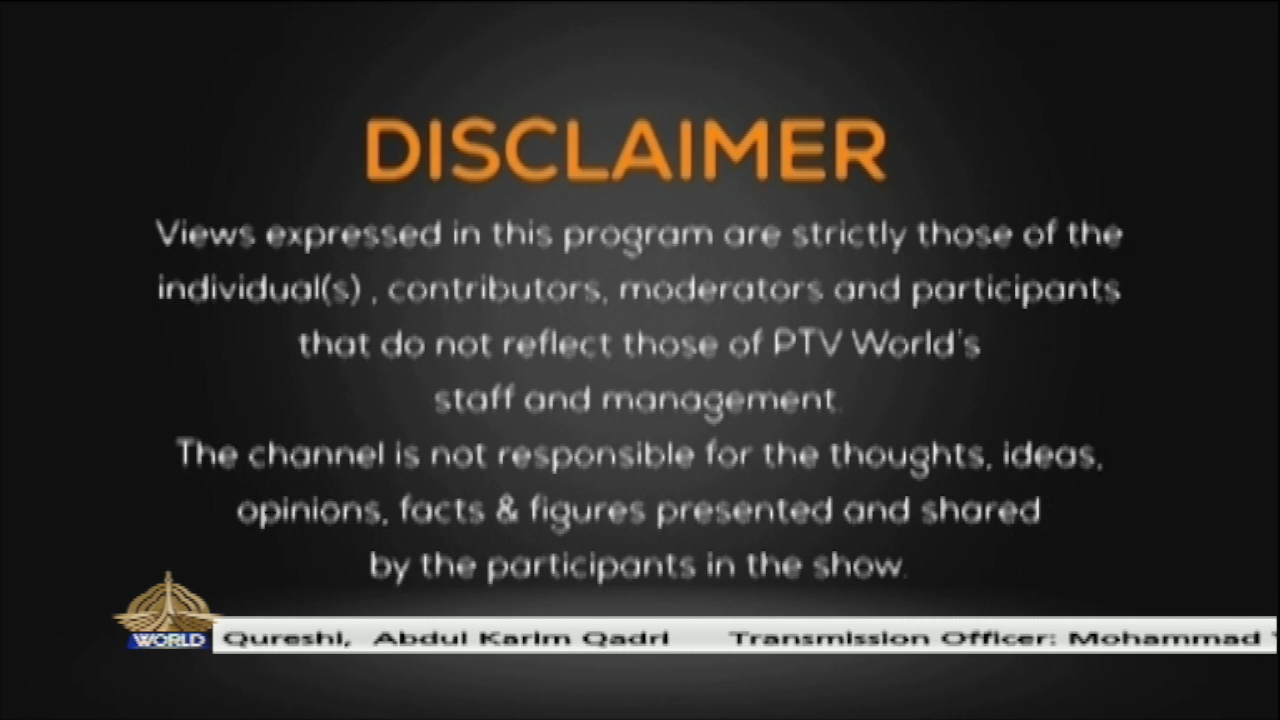 DISCLAIMER
Views expressed in this program are strictly those of the
individual(s) , contributors, moderators and participants
that do not reflect those of PTV World's
staff and management.
The channel is not responsible for the thoughts, ideas,
opinions, facts & figures presented and shared
by the participants in the show.
WORLD
Qureshi, Abdul Karim Qadri Transmission Officer: Mohammad